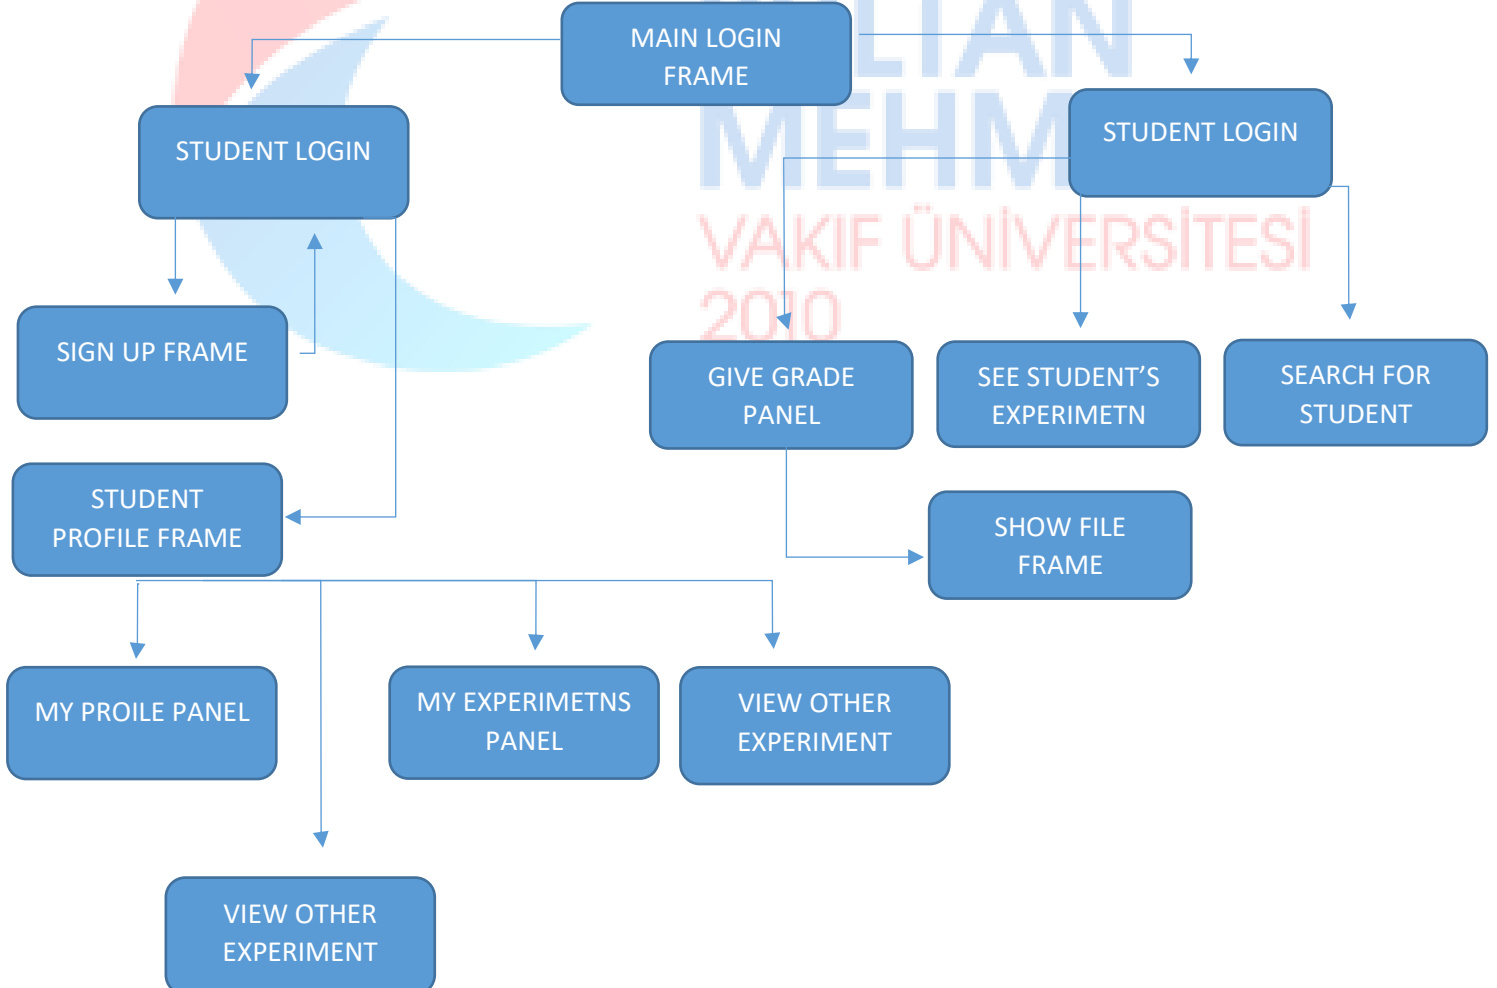 LTAN
MAIN LOGIN
FRAME
MEHM
STUDENT LOGIN
STUDENT LOGIN
VAKIF ÜNİVERSİTESİ
2010
SIGN UP FRAME
GIVE GRADE
PANEL
SEE STUDENT’S
EXPERIMETN
SEARCH FOR
STUDENT
STUDENT
PROFILE FRAME
SHOW FILE
FRAME
MY PROILE PANEL
MY EXPERIMETNS
PANEL
VIEW OTHER
EXPERIMENT
VIEW OTHER
EXPERIMENT